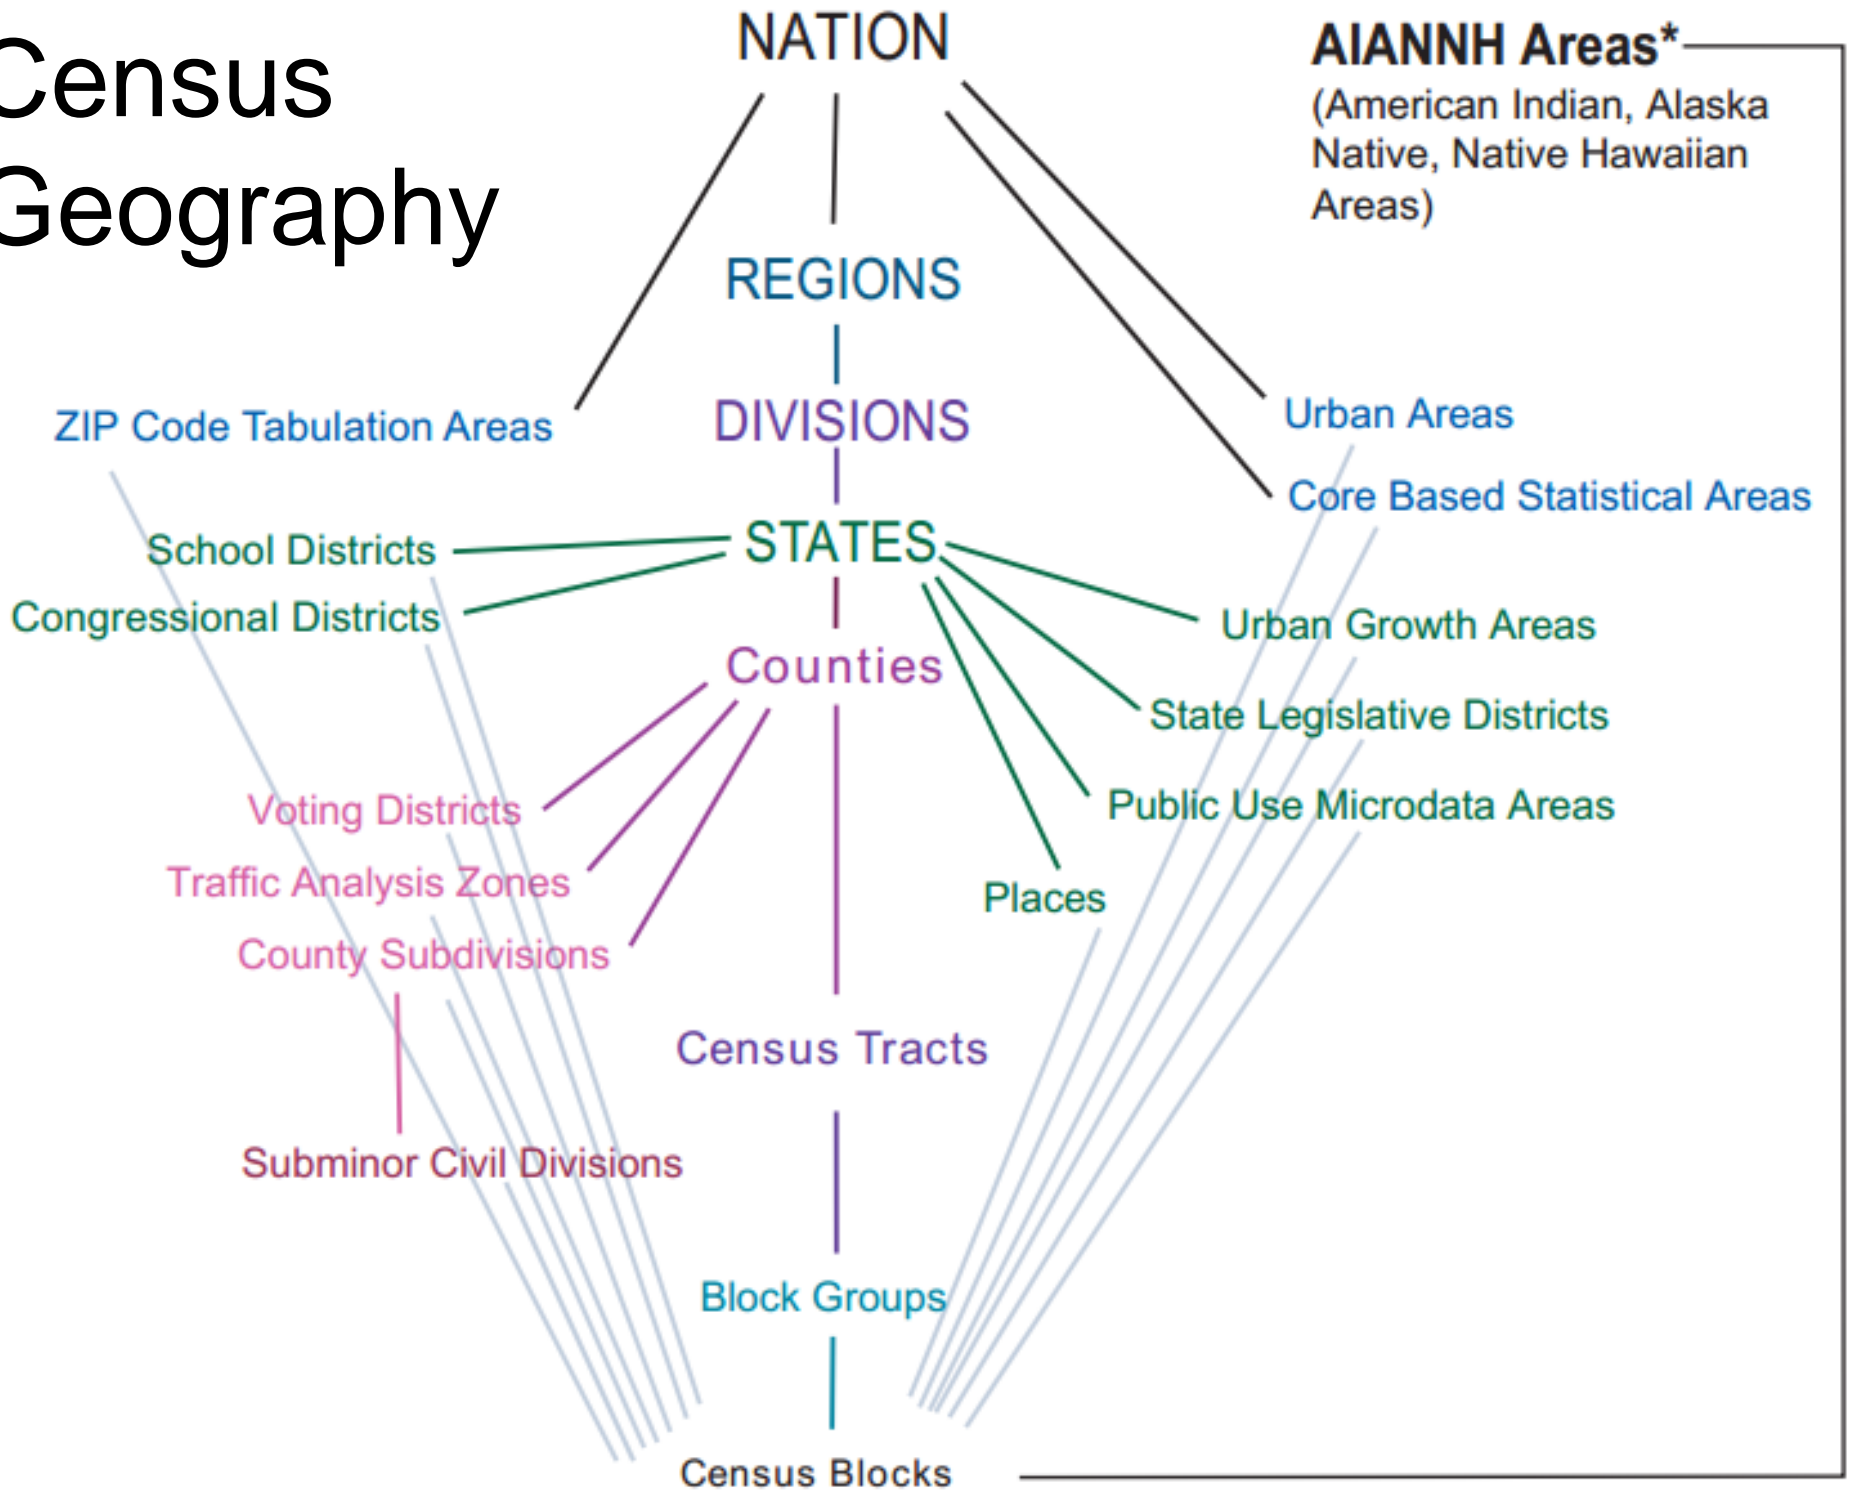 Census
Geography
NATION
AIANNH Areas*
(American Indian, Alaska
Native, Native Hawaiian
Areas)
REGIONS
ZIP Code Tabulation Areas
DIVISIONS
Urban Areas
Core Based Statistical Areas
School Districts
STATES
Congressional Districts
Urban Growth Areas
Counties
State Legislative Districts
Voting Districts
Public Use Microdata Areas
Traffic Analysis Zones
Places
County Subdivisions
Census Tracts
Subminor Civil Divisions
Block Groups
Census Blocks